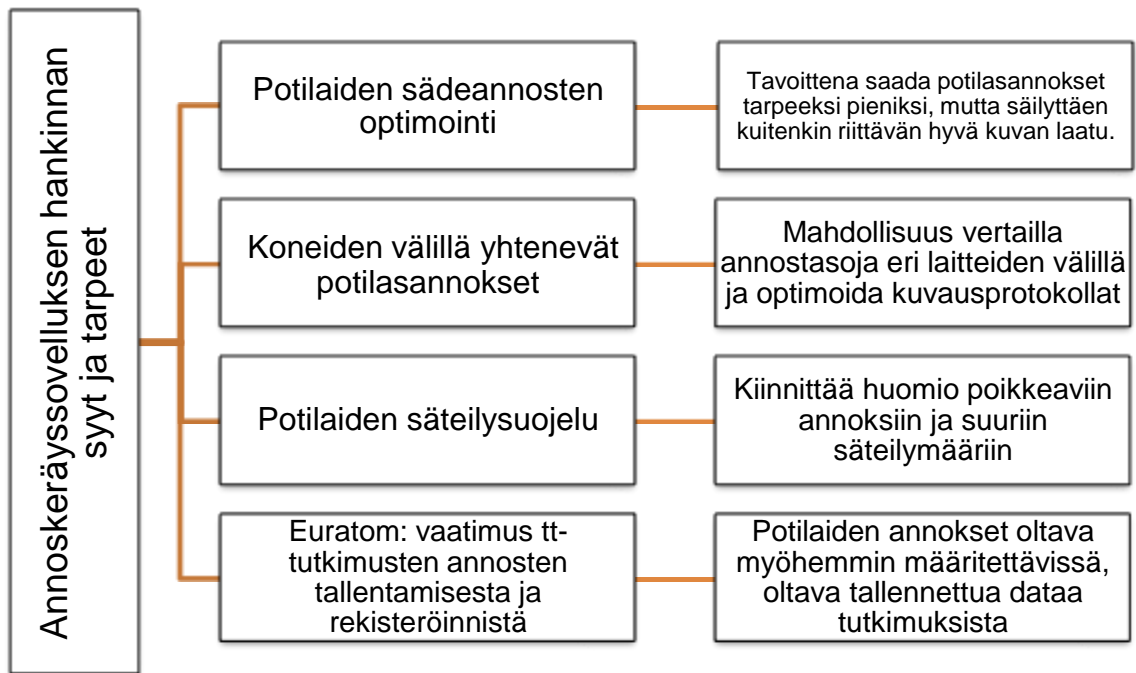 Annoskeräyssovelluksen hankinnan
syyt ja tarpeet
Potilaiden sädeannosten
optimointi
Tavoittena saada potilasannokset
tarpeeksi pieniksi, mutta säilyttäen
kuitenkin riittävän hyvä kuvan laatu.
Koneiden välillä yhtenevät
potilasannokset
Mahdollisuus vertailla
annostasoja eri laitteiden välillä
ja optimoida kuvausprotokollat
Potilaiden säteilysuojelu
Kiinnittää huomio poikkeaviin
annoksiin ja suuriin
säteilymääriin
Euratom: vaatimus tt-
tutkimusten annosten
tallentamisesta ja
rekisteröinnistä
Potilaiden annokset oltava
myöhemmin määritettävissä,
oltava tallennettua dataa
tutkimuksista